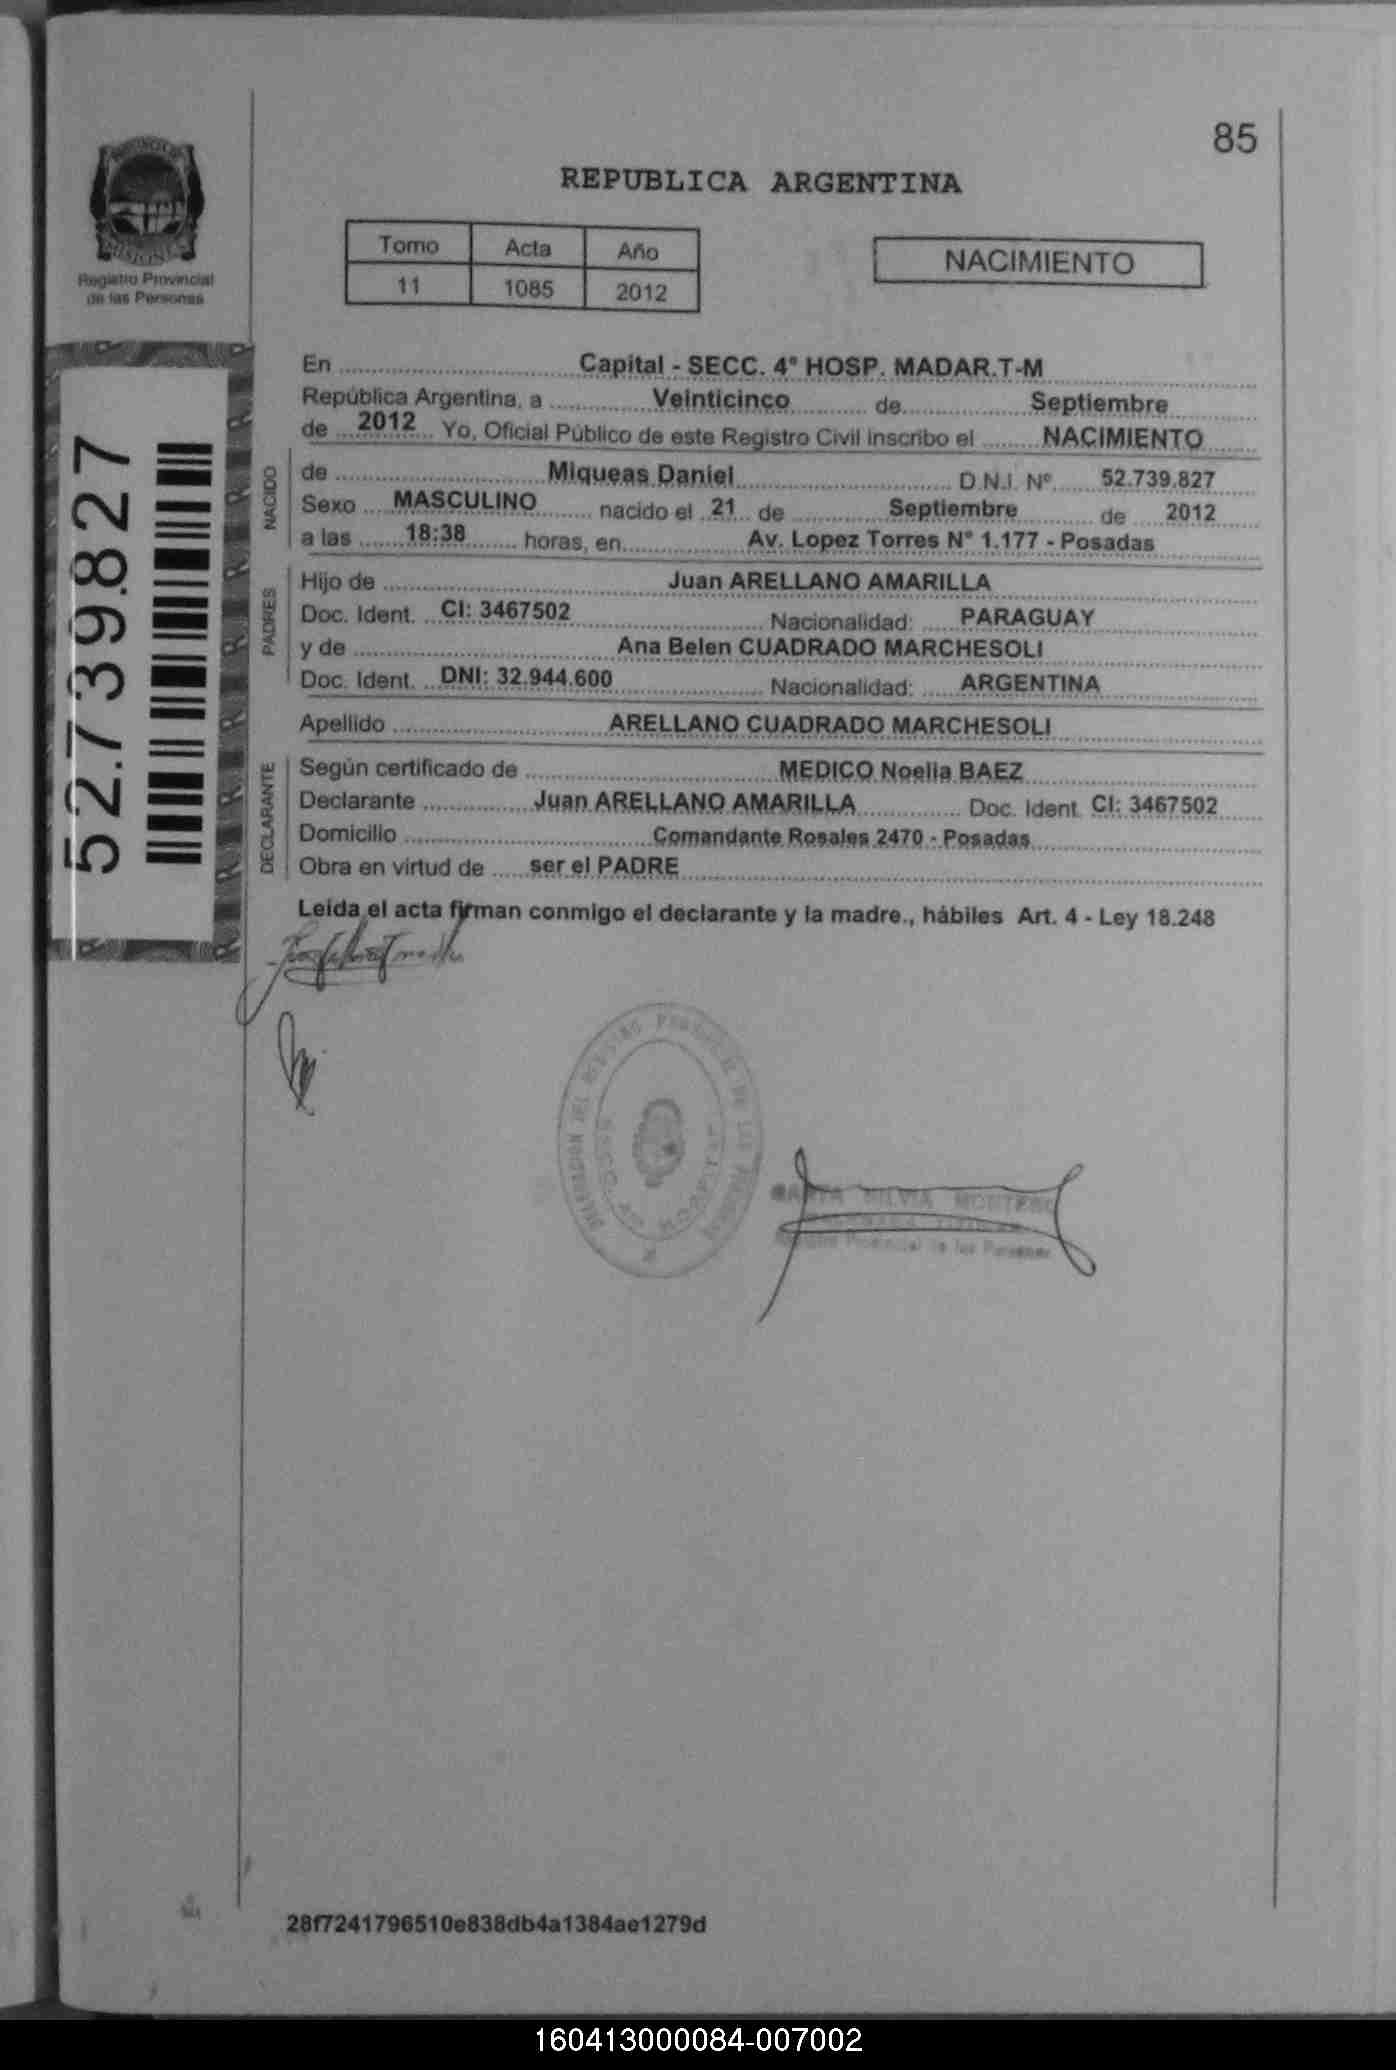 85
REPUBLICA ARGENTINA
Registro Provincial
de las Personas
Tomo Acta Año
11 1085 2012
NACIMIENTO
52.739.827
En Capital - SECC. 4° HOSP. MADAR.T-M
República Argentina, a Veinticinco de Septiembre
de 2012 Yo, Oficial Público de este Registro Civil inscribo el NACIMIENTO
NACIDO
de Miqueas Daniel D.N.I. Nº 52.739.827
Sexo MASCULINO nacido el 21 de Septiembre de 2012
a las 18:38 horas, en Av. Lopez Torres N° 1.177 - Posadas
PADRES
Hijo de Juan ARELLANO AMARILLA
Doc. Ident. CI: 3467502 Nacionalidad: PARAGUAY
y de Ana Belen CUADRADO MARCHESOLI
Doc. Ident. DNI: 32.944.600 Nacionalidad: ARGENTINA
Apellido ARELLANO CUADRADO MARCHESOLI
DECLARANTE
Según certificado de MEDICO Noelia BAEZ
Declarante Juan ARELLANO AMARILLA Doc. Ident. CI: 3467502
Domicilio Comandante Rosales 2470 - Posadas
Obra en virtud de ser el PADRE
Leida el acta firman conmigo el declarante y la madre., hábiles Art. 4 - Ley 18.248
SILVIA MONTERO
Provincial de las Personas
28f7241796510e838db4a1384ae1279d
160413000084-007002